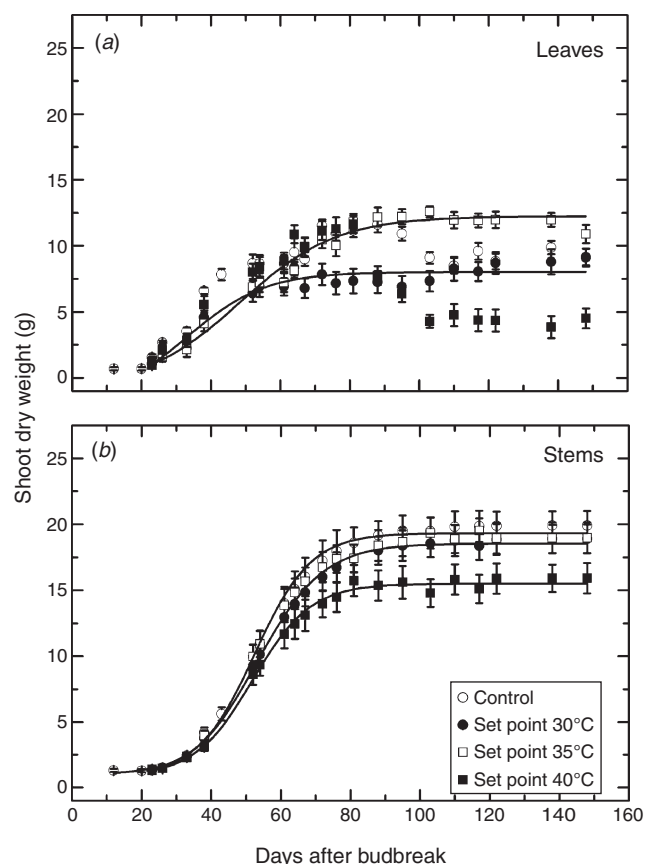 (a)
Leaves
25
20
15
10
5
0
Shoot dry weight (g)
(b)
Stems
25
20
15
10
5
0
Control
Set point 30°C
Set point 35°C
Set point 40°C
0 20 40 60 80 100 120 140 160
Days after budbreak